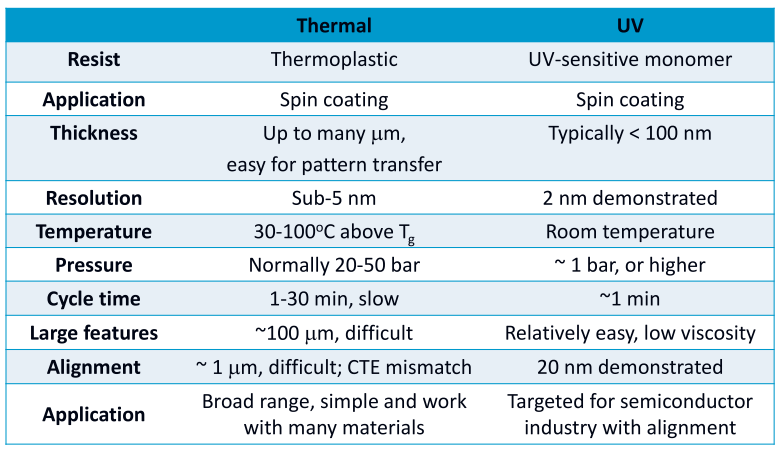 Thermal UV
Resist Thermoplastic UV-sensitive monomer
Application Spin coating Spin coating
Thickness Up to many μm, Typically < 100 nm
easy for pattern transfer
Resolution Sub-5 nm 2 nm demonstrated
Temperature 30-100°C above Tg Room temperature
Pressure Normally 20-50 bar ~ 1 bar, or higher
Cycle time 1-30 min, slow ~1 min
Large features ~100 μm, difficult Relatively easy, low viscosity
Alignment ~ 1 μm, difficult; CTE mismatch 20 nm demonstrated
Application Broad range, simple and work Targeted for semiconductor
with many materials industry with alignment